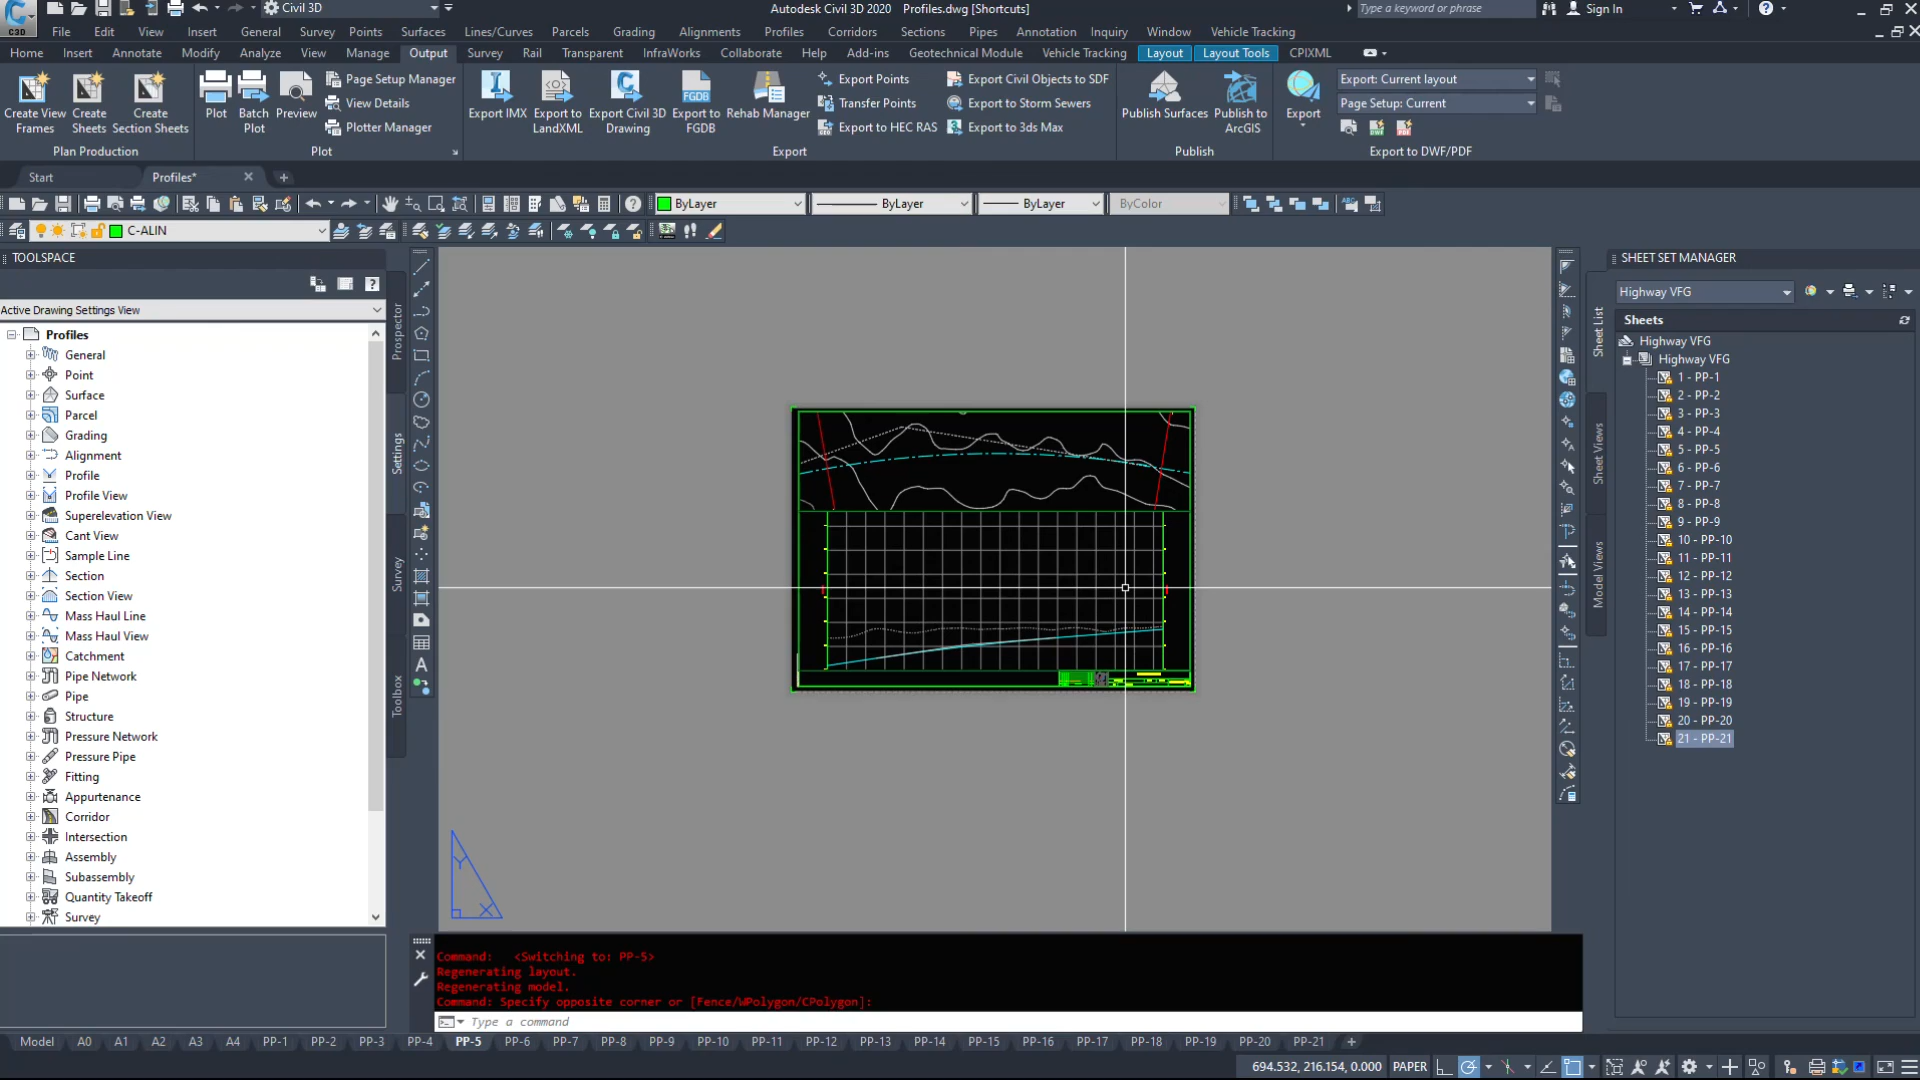 C3D
Civil 3D
Autodesk Civil 3D 2020 Profiles.dwg [Shortcuts]
Type a keyword or phrase
Sign In
File Edit View Insert General Survey Points Surfaces Lines/Curves Parcels Grading Alignments Profiles Corridors Sections Pipes Annotation Inquiry Window Vehicle Tracking
Home Insert Annotate Modify Analyze View Manage Output Survey Rail Transparent InfraWorks Collaborate Help Add-ins Geotechnical Module Vehicle Tracking Layout Layout Tools CPIXML
Create View Frames
Create Sheets
Create Section Sheets
Plan Production
Plot
Batch Plot
Preview
Page Setup Manager
View Details
Plotter Manager
Plot
Export IMX
Export to LandXML
Export Civil 3D Drawing
FGDB
Export to FGDB
Rehab Manager
Export Points
Transfer Points
Export to HEC RAS
Export Civil Objects to SDF
Export to Storm Sewers
Export to 3ds Max
Export
Publish Surfaces
Publish to ArcGIS
Publish
Export
Export: Current layout
Page Setup: Current
Export to DWF/PDF
Start
Profiles*
ByLayer
ByLayer
ByLayer
ByColor
C-ALIN
TOOLSPACE
Active Drawing Settings View
Profiles
General
Point
Surface
Parcel
Grading
Alignment
Profile
Profile View
Superelevation View
Cant View
Sample Line
Section
Section View
Mass Haul Line
Mass Haul View
Catchment
Pipe Network
Pipe
Structure
Pressure Network
Pressure Pipe
Fitting
Appurtenance
Corridor
Intersection
Assembly
Subassembly
Quantity Takeoff
Survey
Prospector
Settings
Survey
Toolbox
Y
X
SHEET SET MANAGER
Highway VFG
Sheets
Highway VFG
Highway VFG
1 - PP-1
2 - PP-2
3 - PP-3
4 - PP-4
5 - PP-5
6 - PP-6
7 - PP-7
8 - PP-8
9 - PP-9
10 - PP-10
11 - PP-11
12 - PP-12
13 - PP-13
14 - PP-14
15 - PP-15
16 - PP-16
17 - PP-17
18 - PP-18
19 - PP-19
20 - PP-20
21 - PP-21
Sheet List
Sheet Views
Model Views
Command: <Switching to: PP-5>
Regenerating layout.
Regenerating model.
Command: Specify opposite corner or [Fence/WPolygon/CPolygon]:
Type a command
Model A0 A1 A2 A3 A4 PP-1 PP-2 PP-3 PP-4 PP-5 PP-6 PP-7 PP-8 PP-9 PP-10 PP-11 PP-12 PP-13 PP-14 PP-15 PP-16 PP-17 PP-18 PP-19 PP-20 PP-21
694.532, 216.154, 0.000 PAPER